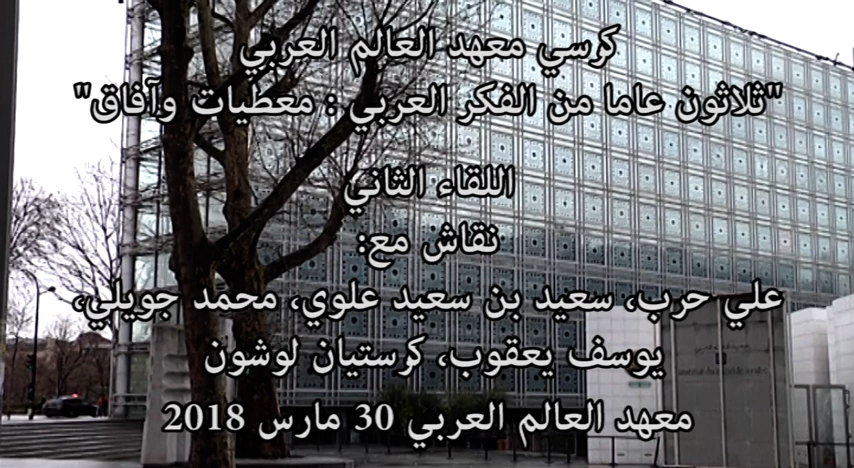 كرسي معهد العالم العربي
"ثلاثون عاما من الفكر العربي : معطيات وآفاق"
اللقاء الثاني
نقاش مع:
علي حرب، سعيد بن سعيد علوي، محمد جويلي،
يوسف يعقوب، كرستيان لوشون
معهد العالم العربي 30 مارس 2018